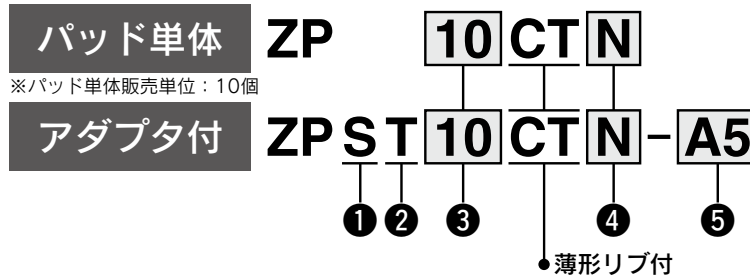 パッド単体 ZP 10 CT N
※パッド単体販売単位：10個
アダプタ付 ZP S T 10 CT N - A5
❶ ❷ ❸ ❹ ❺
●薄形リブ付